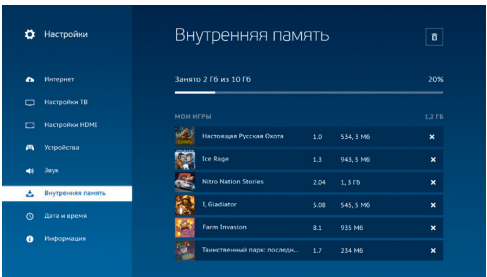 Настройки
Интернет
Настройки ТВ
Настройки HDMI
Устройства
Звук
Внутренняя память
Дата и время
Информация
Внутренняя память
Занято 2 Гб из 10 Гб 20%
МОИ ИГРЫ 1,2 ГБ
Настоящая Русская Охота 1.0 534, 3 Мб
Ice Rage 1.3 943, 5 Мб
Nitro Nation Stories 2.04 1, 3 Гб
I, Gladiator 5.08 545, 5 Мб
Farm Invasion 8.1 935 Мб
Таинственный парк: последн... 1.7 234 Мб